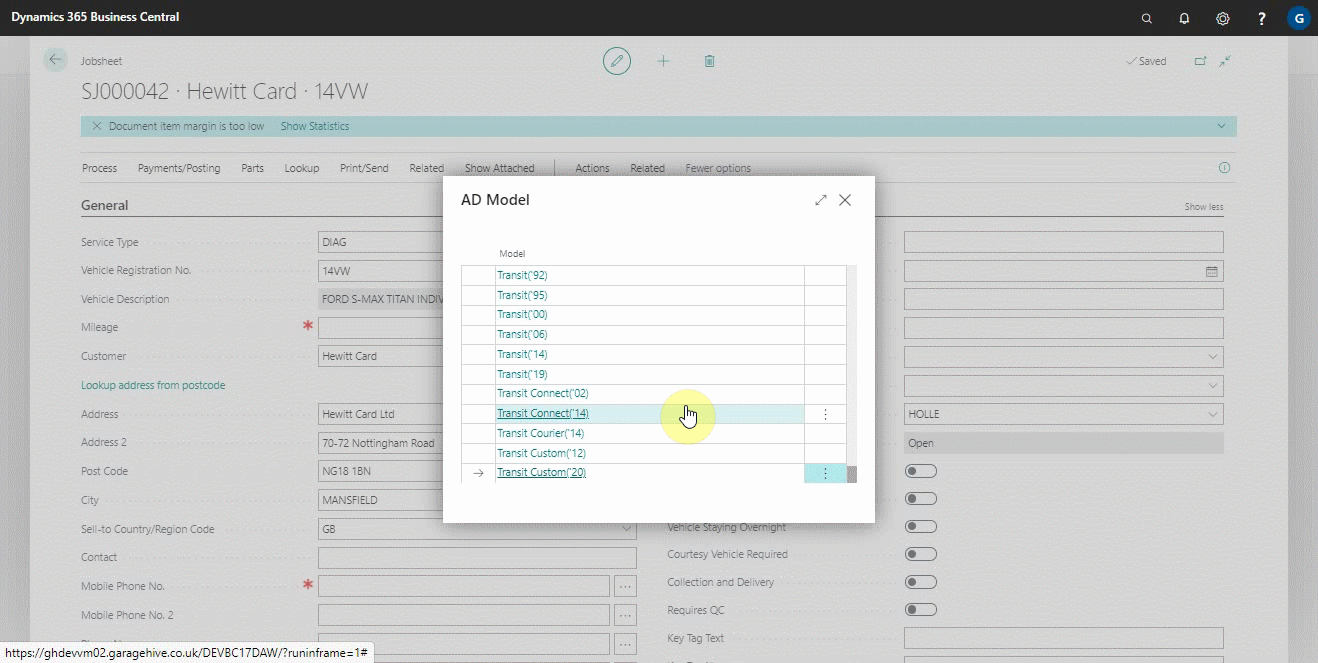 Dynamics 365 Business Central
?
G
Jobsheet
Saved
SJ000042 · Hewitt Card · 14VW
Document item margin is too low Show Statistics
Process Payments/Posting Parts Lookup Print/Send Related Show Attached Actions Related Fewer options
General
Show less
Service Type DIAG
Vehicle Registration No. 14VW
Vehicle Description FORD S-MAX TITAN INDIV
Mileage *
Customer Hewitt Card
Lookup address from postcode
Address Hewitt Card Ltd
Address 2 70-72 Nottingham Road
Post Code NG18 1BN
City MANSFIELD
Sell-to Country/Region Code GB
Contact
Mobile Phone No. * ...
Mobile Phone No. 2 ...
...
AD Model
Model
Transit('92)
Transit('95)
Transit('00)
Transit('06)
Transit('14)
Transit('19)
Transit Connect('02)
Transit Connect('14)
Transit Courier('14)
Transit Custom('12)
Transit Custom('20)
HOLLE
Open
Vehicle Staying Overnight
Courtesy Vehicle Required
Collection and Delivery
Requires QC
Key Tag Text
https://ghdevvm02.garagehive.co.uk/DEVBC17DAW/?runinframe=1#